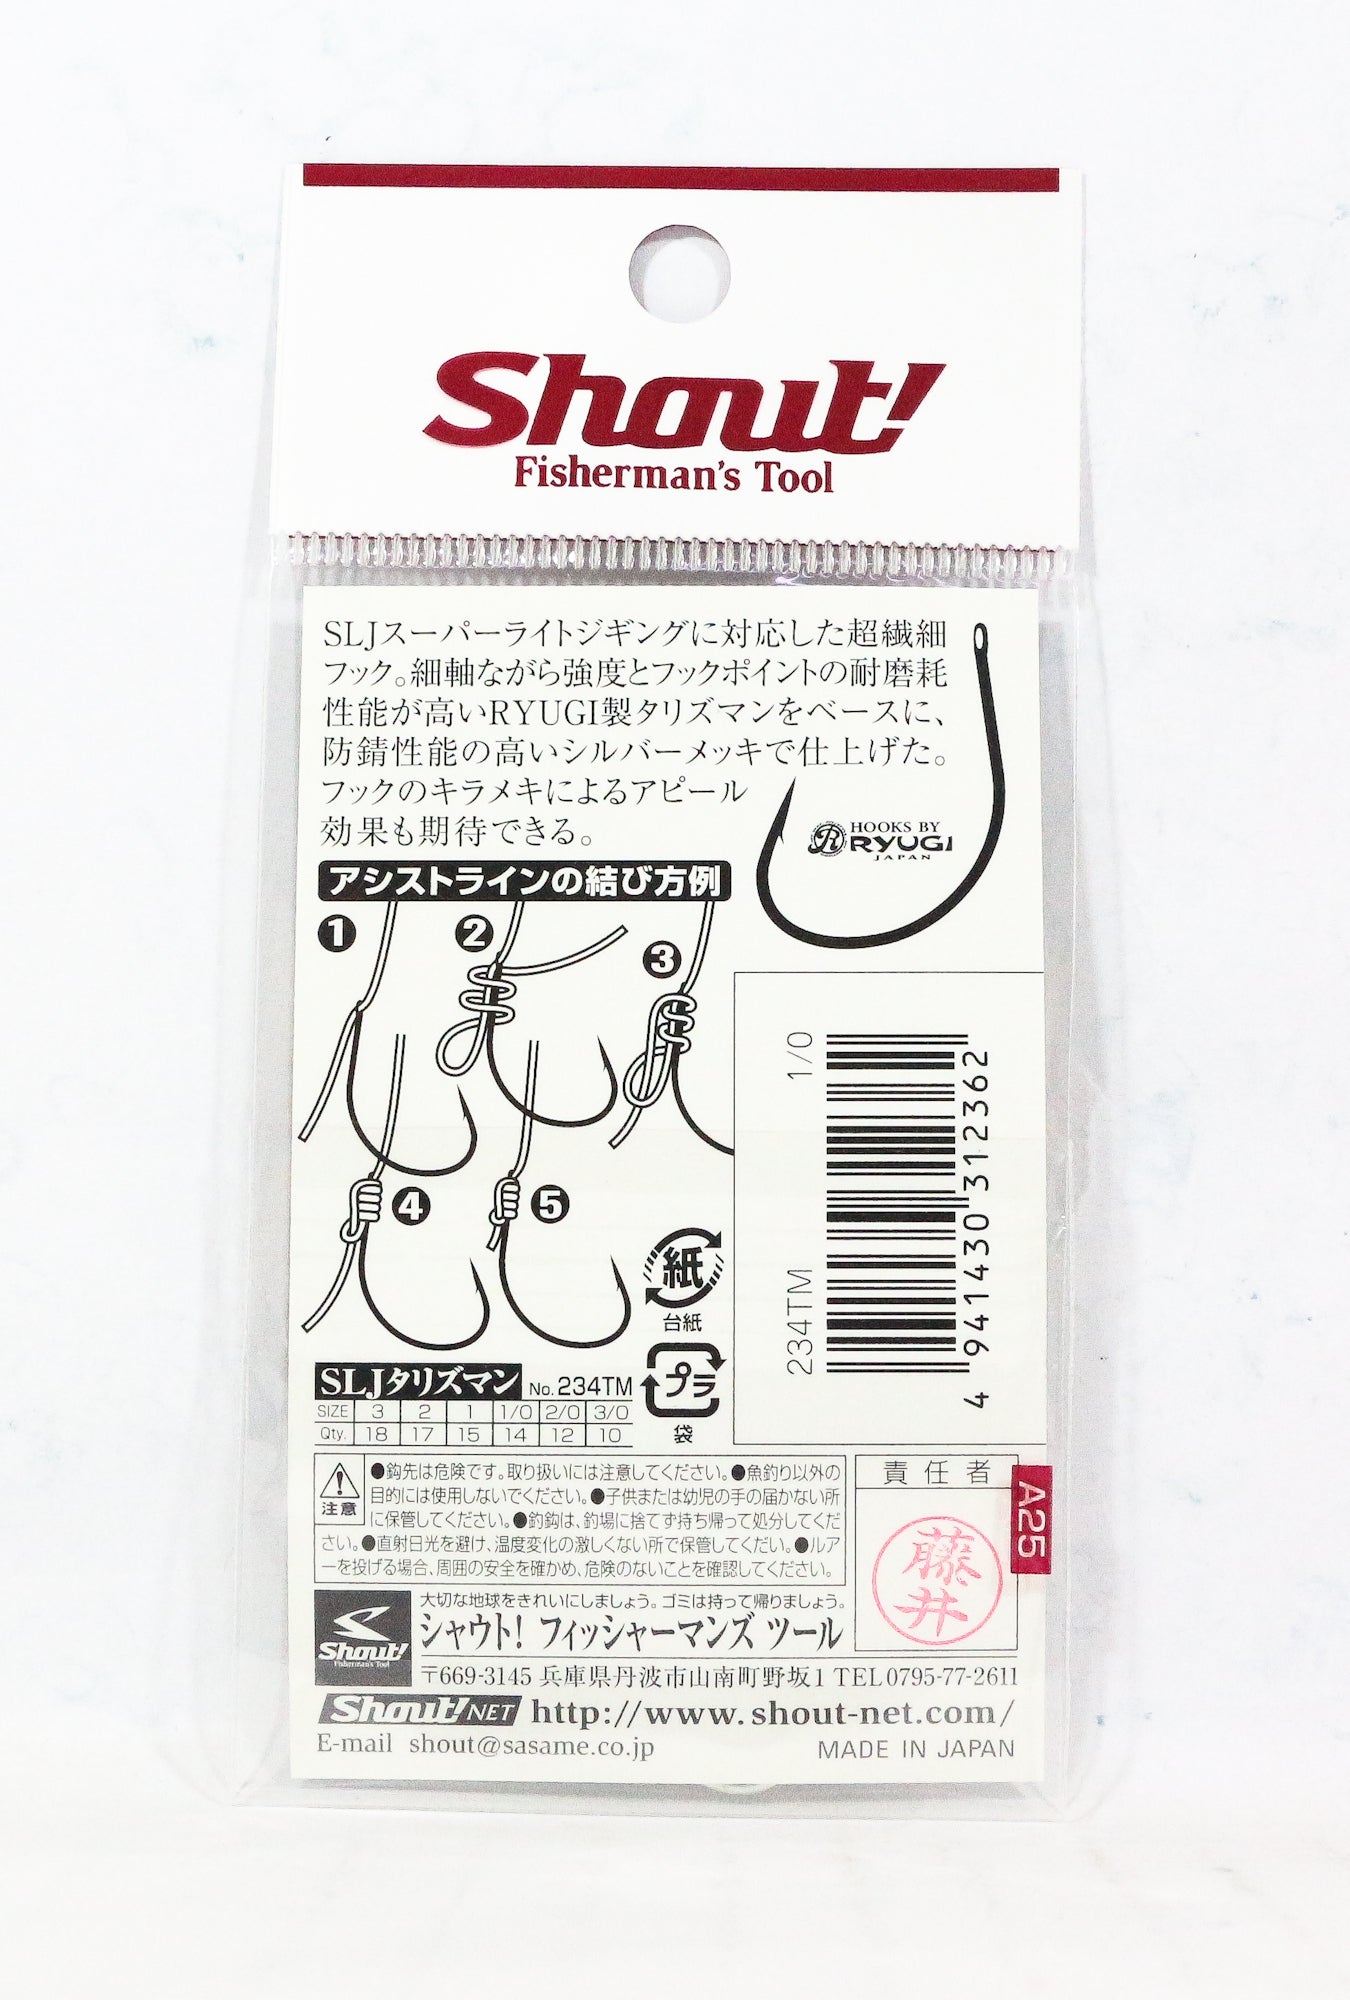 Shout!
Fisherman's Tool
SLJスーパーライトジギングに対応した超繊細
フック。細軸ながら強度とフックポイントの耐磨耗
性能が高いRYUGI製タリズマンをベースに、
防錆性能の高いシルバーメッキで仕上げた。
フックのキラメキによるアピール
効果も期待できる。
R HOOKS BY
RYUGI
JAPAN
アシストラインの結び方例
1 2 3
4 5
紙
台紙
プラ
袋
1/0
234TM
4 941430 312362
SLJタリズマン No.234TM
SIZE 3 2 1 1/0 2/0 3/0
Qty. 18 17 15 14 12 10
注意
●鈎先は危険です。取り扱いには注意してください。●魚釣り以外の
目的には使用しないでください。●子供または幼児の手の届かない所
に保管してください。●釣鈎は、釣場に捨てず持ち帰って処分してくだ
さい。●直射日光を避け、温度変化の激しくない所で保管してくだい。●ルア
ーを投げる場合、周囲の安全を確かめ、危険のないことを確認してください。
責任者
藤井
A25
Shout!
Fisherman's Tool
大切な地球をきれいにしましょう。ゴミは持って帰りましょう。
シャウト! フィッシャーマンズ ツール
〒669-3145 兵庫県丹波市山南町野坂1 TEL0795-77-2611
Shout! NET http://www.shout-net.com/
E-mail shout@sasame.co.jp
MADE IN JAPAN